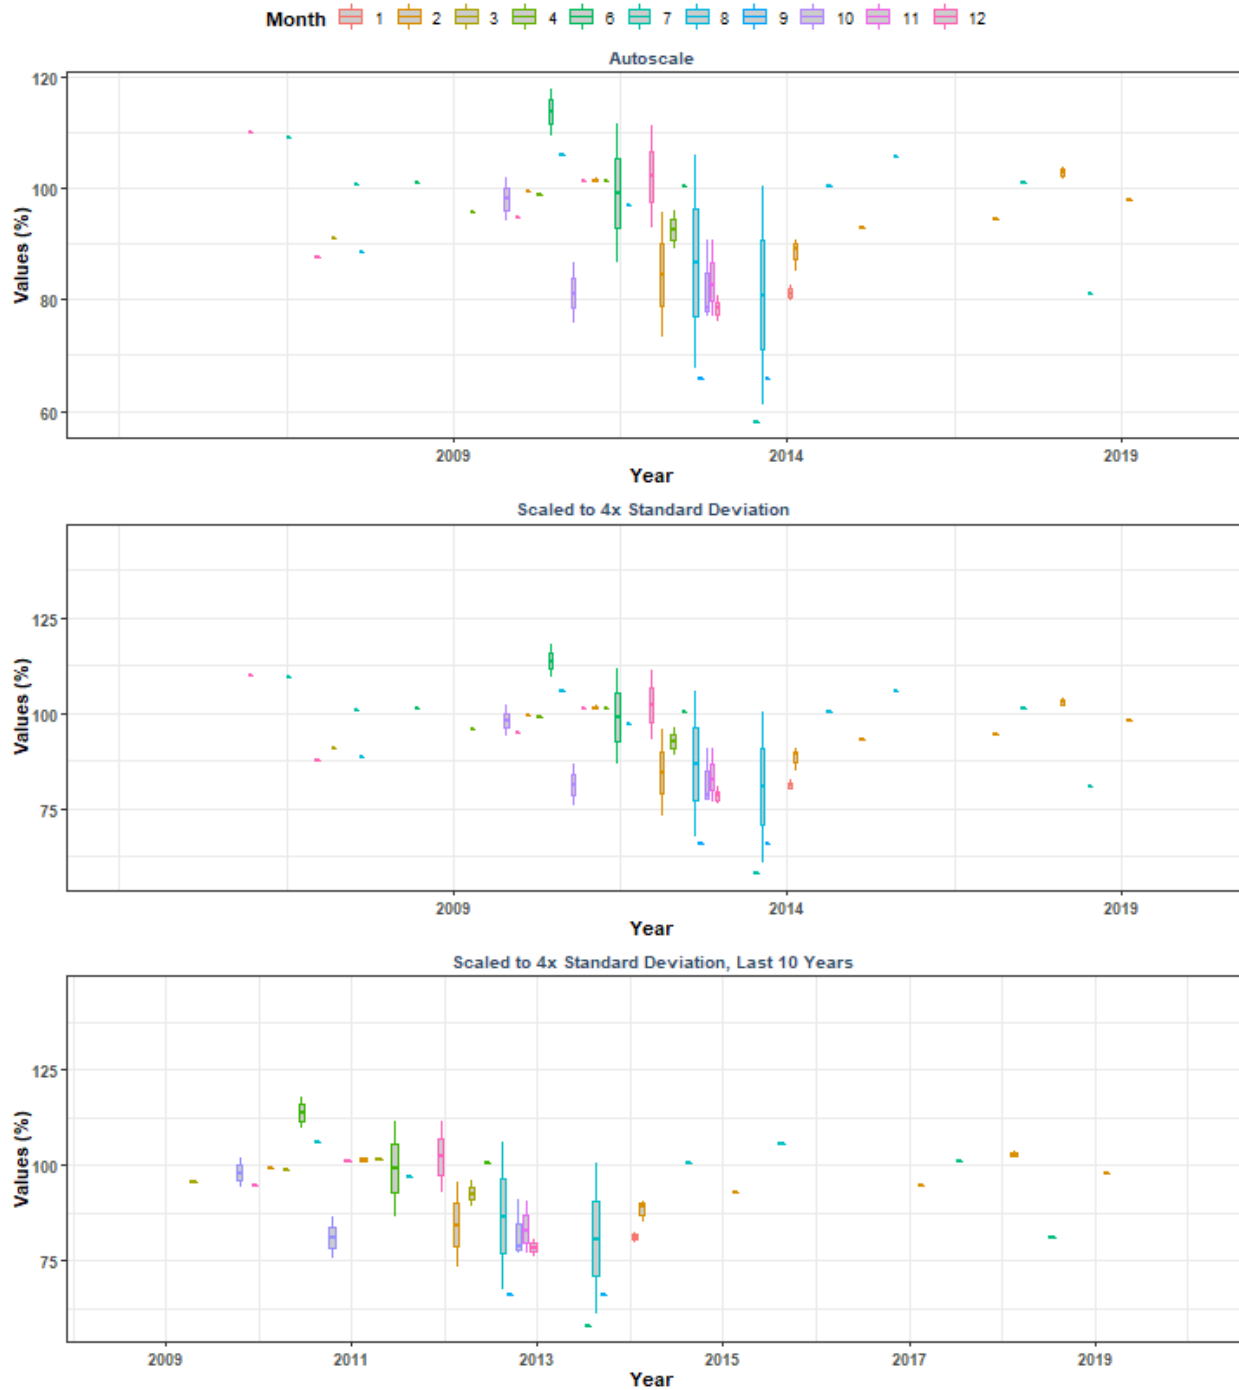 Month 1 2 3 4 6 7 8 9 10 11 12
Autoscale
120
100
80
60
Values (%)
2009 2014 2019
Year
Scaled to 4x Standard Deviation
125
100
75
Values (%)
2009 2014 2019
Year
Scaled to 4x Standard Deviation, Last 10 Years
125
100
75
Values (%)
2009 2011 2013 2015 2017 2019
Year